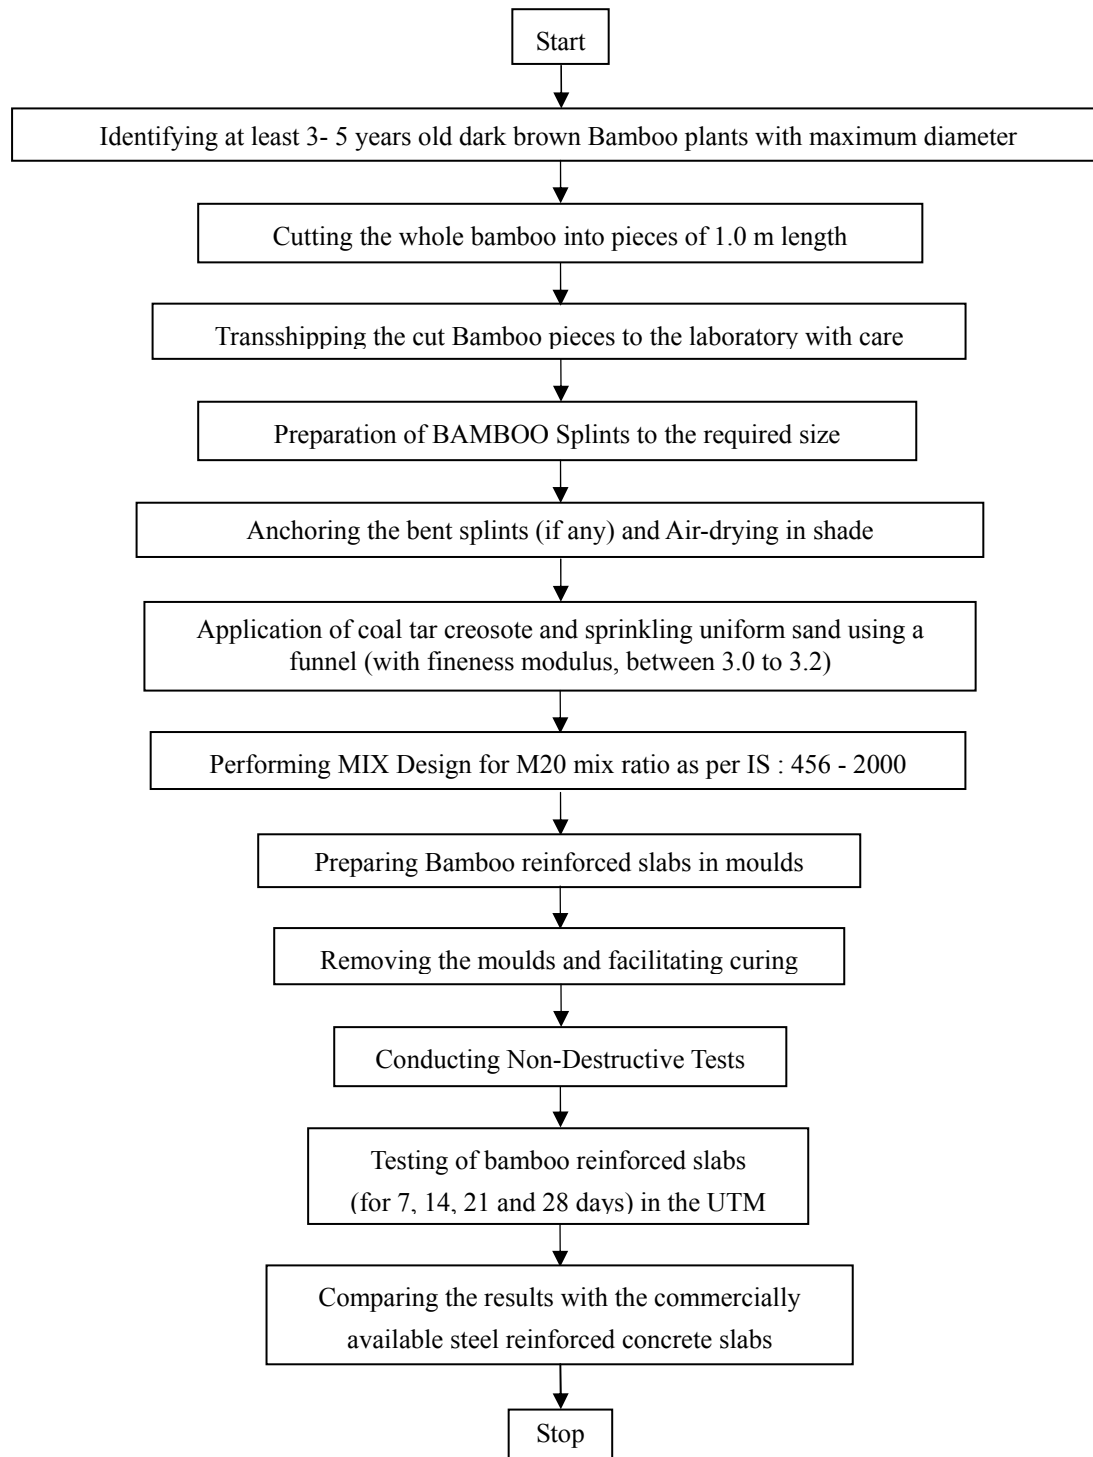 Start
Identifying at least 3- 5 years old dark brown Bamboo plants with maximum diameter
Cutting the whole bamboo into pieces of 1.0 m length
Transshipping the cut Bamboo pieces to the laboratory with care
Preparation of BAMBOO Splints to the required size
Anchoring the bent splints (if any) and Air-drying in shade
Application of coal tar creosote and sprinkling uniform sand using a
funnel (with fineness modulus, between 3.0 to 3.2)
Performing MIX Design for M20 mix ratio as per IS : 456 - 2000
Preparing Bamboo reinforced slabs in moulds
Removing the moulds and facilitating curing
Conducting Non-Destructive Tests
Testing of bamboo reinforced slabs
(for 7, 14, 21 and 28 days) in the UTM
Comparing the results with the commercially
available steel reinforced concrete slabs
Stop